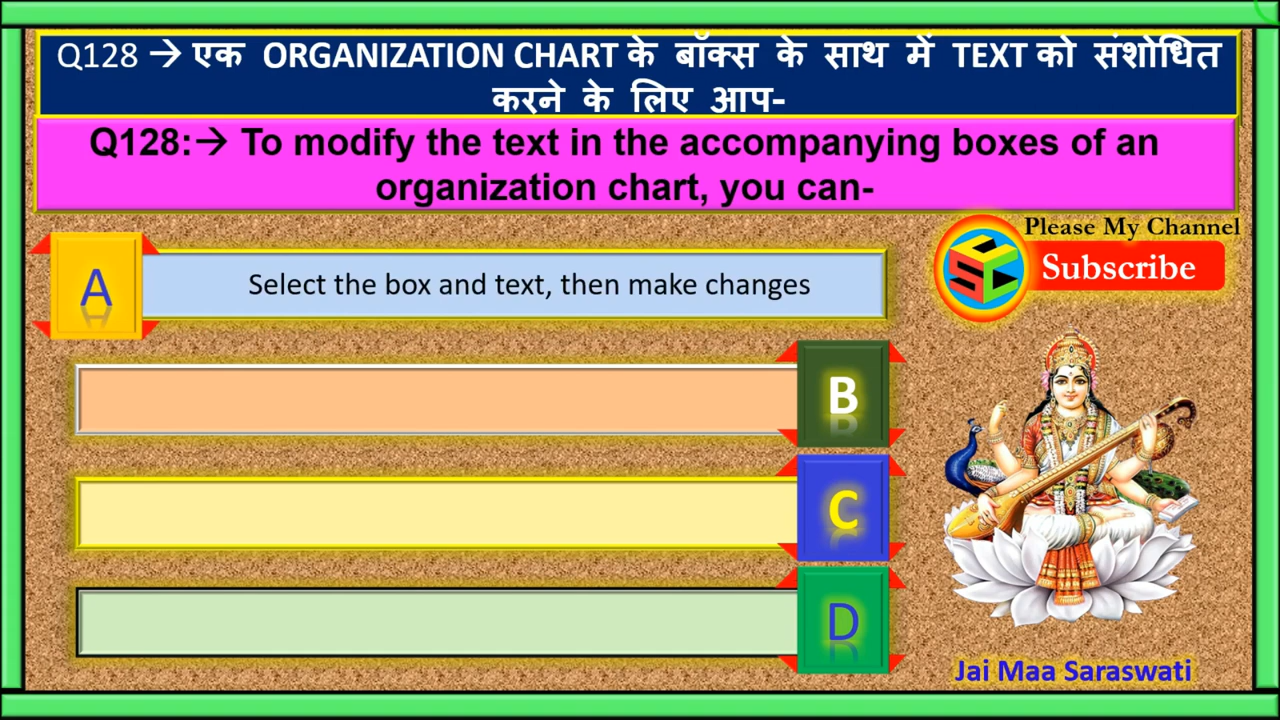 Q128 → एक ORGANIZATION CHART के बॉक्स के साथ में TEXT को संशोधित
करने के लिए आप-
Q128:→ To modify the text in the accompanying boxes of an
organization chart, you can-
Please My Channel
SCC
Subscribe
A
Select the box and text, then make changes
B
C
D
Jai Maa Saraswati